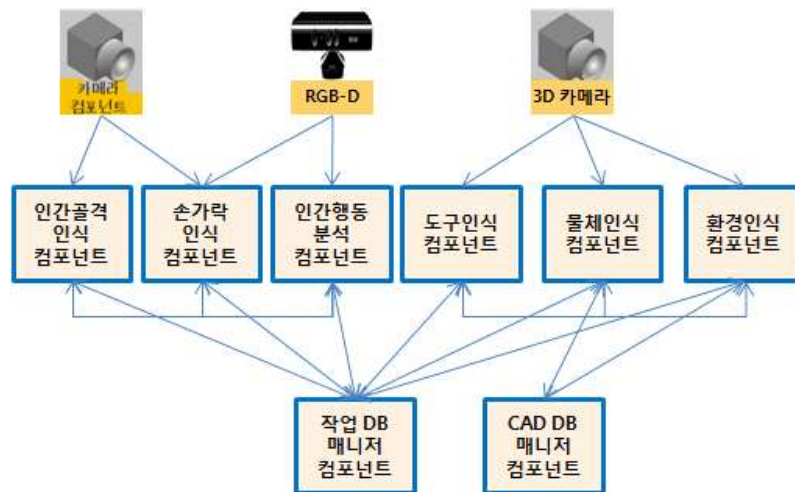 카메라
컴포넌트
RGB-D
3D 카메라
인간골격
인식
컴포넌트
손가락
인식
컴포넌트
인간행동
분석
컴포넌트
도구인식
컴포넌트
물체인식
컴포넌트
환경인식
컴포넌트
작업 DB
매니저
컴포넌트
CAD DB
매니저
컴포넌트